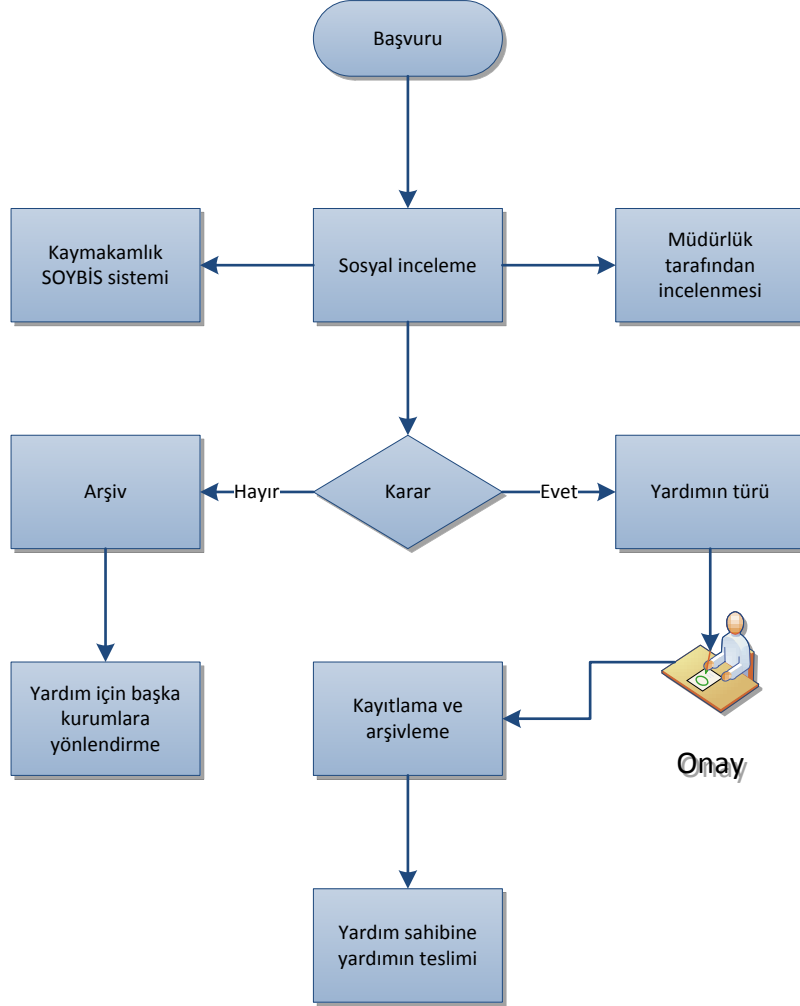 Başvuru
Kaymakamlık
SOYBİS sistemi
Sosyal inceleme
Müdürlük
tarafından
incelenmesi
Arşiv
Hayır
Karar
Evet
Yardımın türü
Yardım için başka
kurumlara
yönlendirme
Kayıtlama ve
arşivleme
Onay
Yardım sahibine
yardımın teslimi